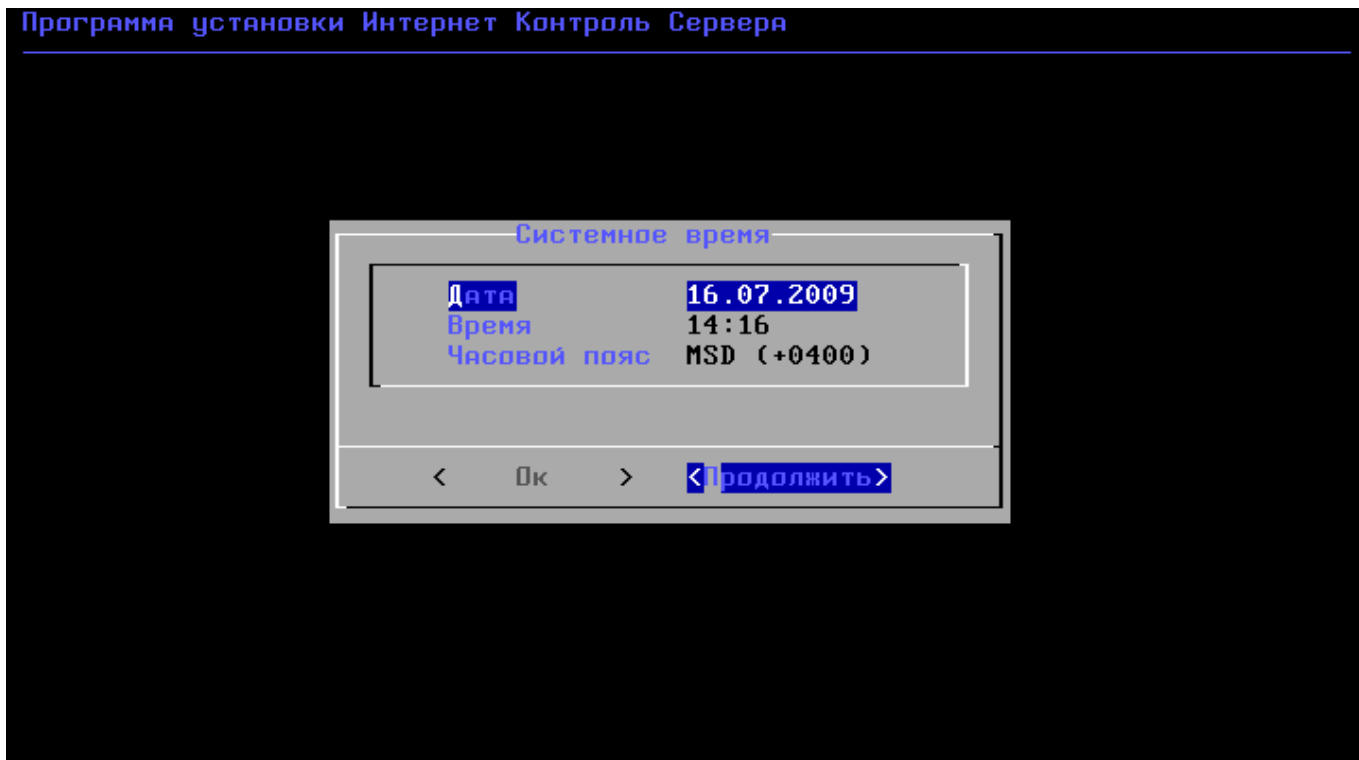 Программа установки Интернет Контроль Сервера
Системное время
Дата 16.07.2009
Время 14:16
Часовой пояс MSD (+0400)
< Ок > <Продолжить>